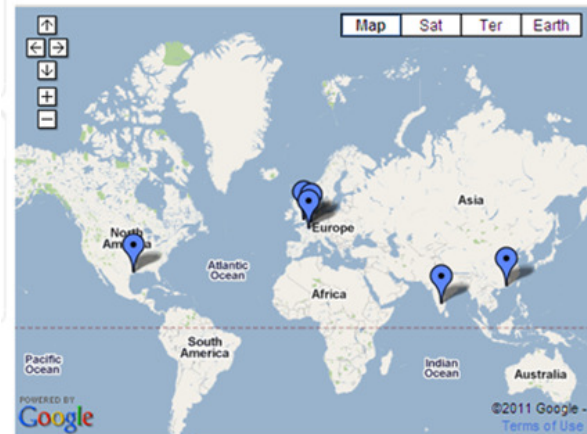 Map Sat Ter Earth
Asia
North
America
Europe
Atlantic
Ocean
Africa
South
America
Pacific
Ocean
Indian
Ocean
Australia
POWERED BY
Google
©2011 Google -
Terms of Use